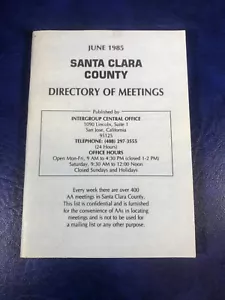 JUNE 1985
SANTA CLARA
COUNTY
DIRECTORY OF MEETINGS
Published by
INTERGROUP CENTRAL OFFICE
1090 Lincoln, Suite 1
San José, California
95125
TELEPHONE: (408) 297-3555
(24 Hours)
OFFICE HOURS
Open Mon-Fri, 9 AM to 4:30 PM (closed 1-2 PM)
Saturday, 9:30 AM to 12:00 Noon
Closed Sundays and Holidays
Every week there are over 400
AA meetings in Santa Clara County.
This list is confidential and is furnished
for the convenience of AAs in locating
meetings and is not to be used for
a mailing list or any other purpose.